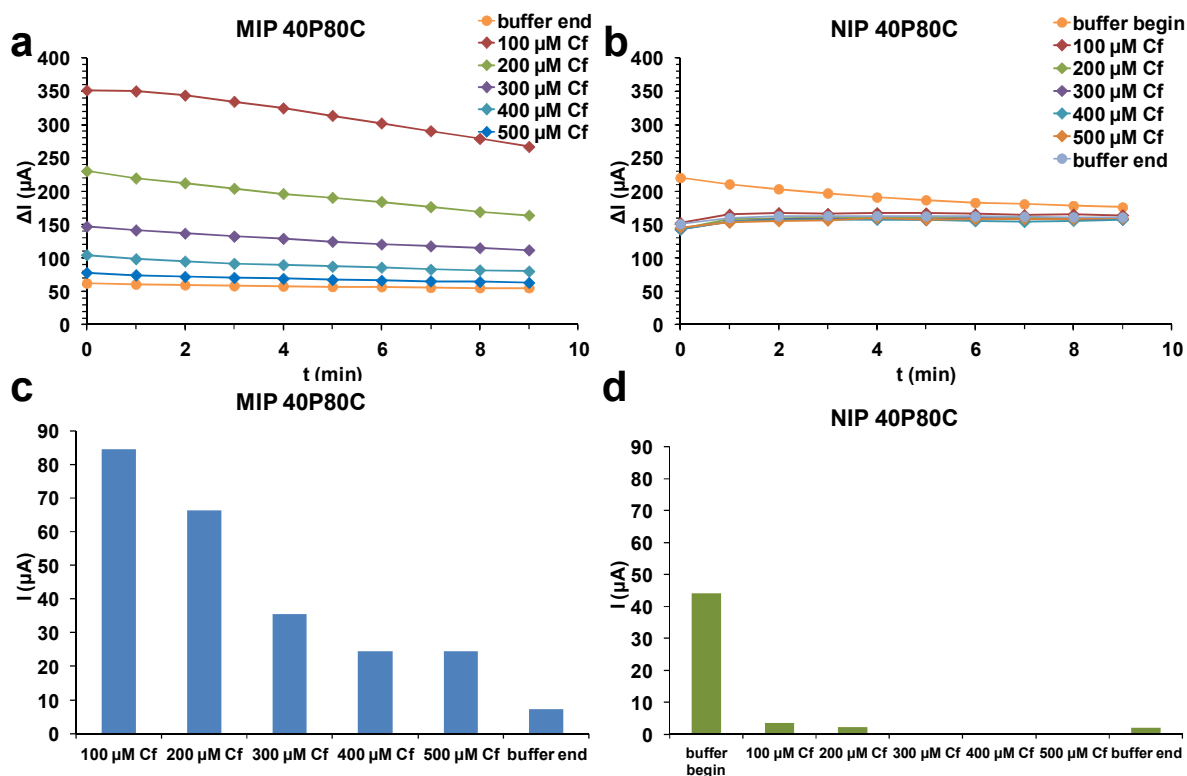 a
MIP 40P80C
buffer end
100 µM Cf
200 µM Cf
300 µM Cf
400 µM Cf
500 µM Cf
400
350
300
250
200
150
100
50
0
ΔI (µA)
0 2 4 6 8 10
t (min)
b
NIP 40P80C
buffer begin
100 µM Cf
200 µM Cf
300 µM Cf
400 µM Cf
500 µM Cf
buffer end
400
350
300
250
200
150
100
50
0
ΔI (µA)
0 2 4 6 8 10
t (min)
c
MIP 40P80C
90
80
70
60
50
40
30
20
10
0
I (µA)
100 µM Cf 200 µM Cf 300 µM Cf 400 µM Cf 500 µM Cf buffer end
d
NIP 40P80C
90
80
70
60
50
40
30
20
10
0
I (µA)
buffer 100 µM Cf 200 µM Cf 300 µM Cf 400 µM Cf 500 µM Cf buffer end
begin